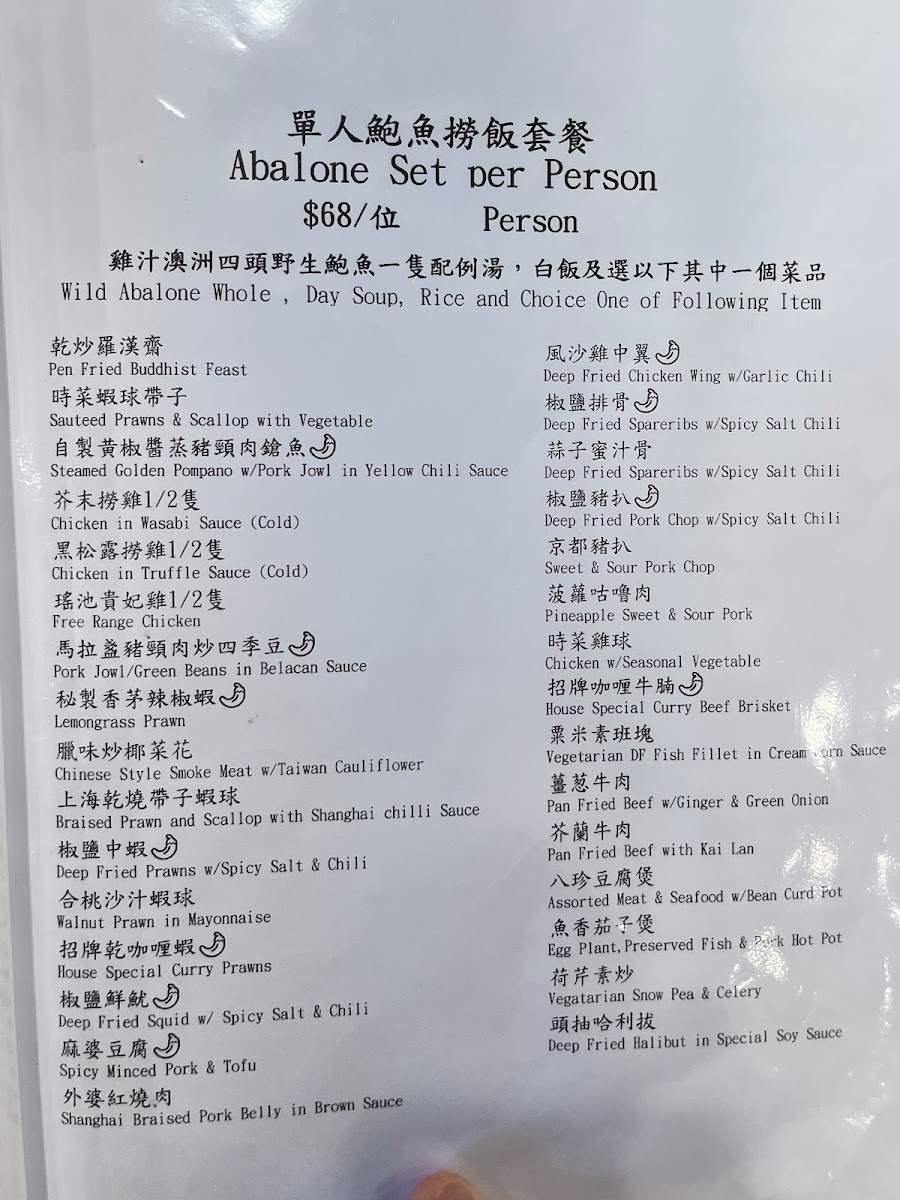 單人鮑魚撈飯套餐
Abalone Set per Person
$68/位 Person
雞汁澳洲四頭野生鮑魚一隻配例湯，白飯及選以下其中一個菜品
Wild Abalone Whole , Day Soup, Rice and Choice One of Following Item
乾炒羅漢齋
Pen Fried Buddhist Feast
時菜蝦球帶子
Sauteed Prawns & Scallop with Vegetable
自製黃椒醬蒸豬頸肉鎗魚
Steamed Golden Pompano w/Pork Jowl in Yellow Chili Sauce
芥末撈雞1/2隻
Chicken in Wasabi Sauce (Cold)
黑松露撈雞1/2隻
Chicken in Truffle Sauce (Cold)
瑤池貴妃雞1/2隻
Free Range Chicken
馬拉盞豬頸肉炒四季豆
Pork Jowl/Green Beans in Belacan Sauce
秘製香茅辣椒蝦
Lemongrass Prawn
臘味炒椰菜花
Chinese Style Smoke Meat w/Taiwan Cauliflower
上海乾燒帶子蝦球
Braised Prawn and Scallop with Shanghai chilli Sauce
椒鹽中蝦
Deep Fried Prawns w/Spicy Salt & Chili
合桃沙汁蝦球
Walnut Prawn in Mayonnaise
招牌乾咖喱蝦
House Special Curry Prawns
椒鹽鮮魷
Deep Fried Squid w/ Spicy Salt & Chili
麻婆豆腐
Spicy Minced Pork & Tofu
外婆紅燒肉
Shanghai Braised Pork Belly in Brown Sauce
風沙雞中翼
Deep Fried Chicken Wing w/Garlic Chili
椒鹽排骨
Deep Fried Spareribs w/Spicy Salt Chili
蒜子蜜汁骨
Deep Fried Spareribs w/Spicy Salt Chili
椒鹽豬扒
Deep Fried Pork Chop w/Spicy Salt Chili
京都豬扒
Sweet & Sour Pork Chop
菠蘿咕嚕肉
Pineapple Sweet & Sour Pork
時菜雞球
Chicken w/Seasonal Vegetable
招牌咖喱牛腩
House Special Curry Beef Brisket
粟米素班塊
Vegetarian DF Fish Fillet in Cream Sauce
薑葱牛肉
Pan Fried Beef w/Ginger & Green Onion
芥蘭牛肉
Pan Fried Beef with Kai Lan
八珍豆腐煲
Assorted Meat & Seafood w/Bean Curd Pot
魚香茄子煲
Egg Plant,Preserved Fish & Pork Hot Pot
荷芹素炒
Vegatarian Snow Pea & Celery
頭抽哈利拔
Deep Fried Halibut in Special Soy Sauce